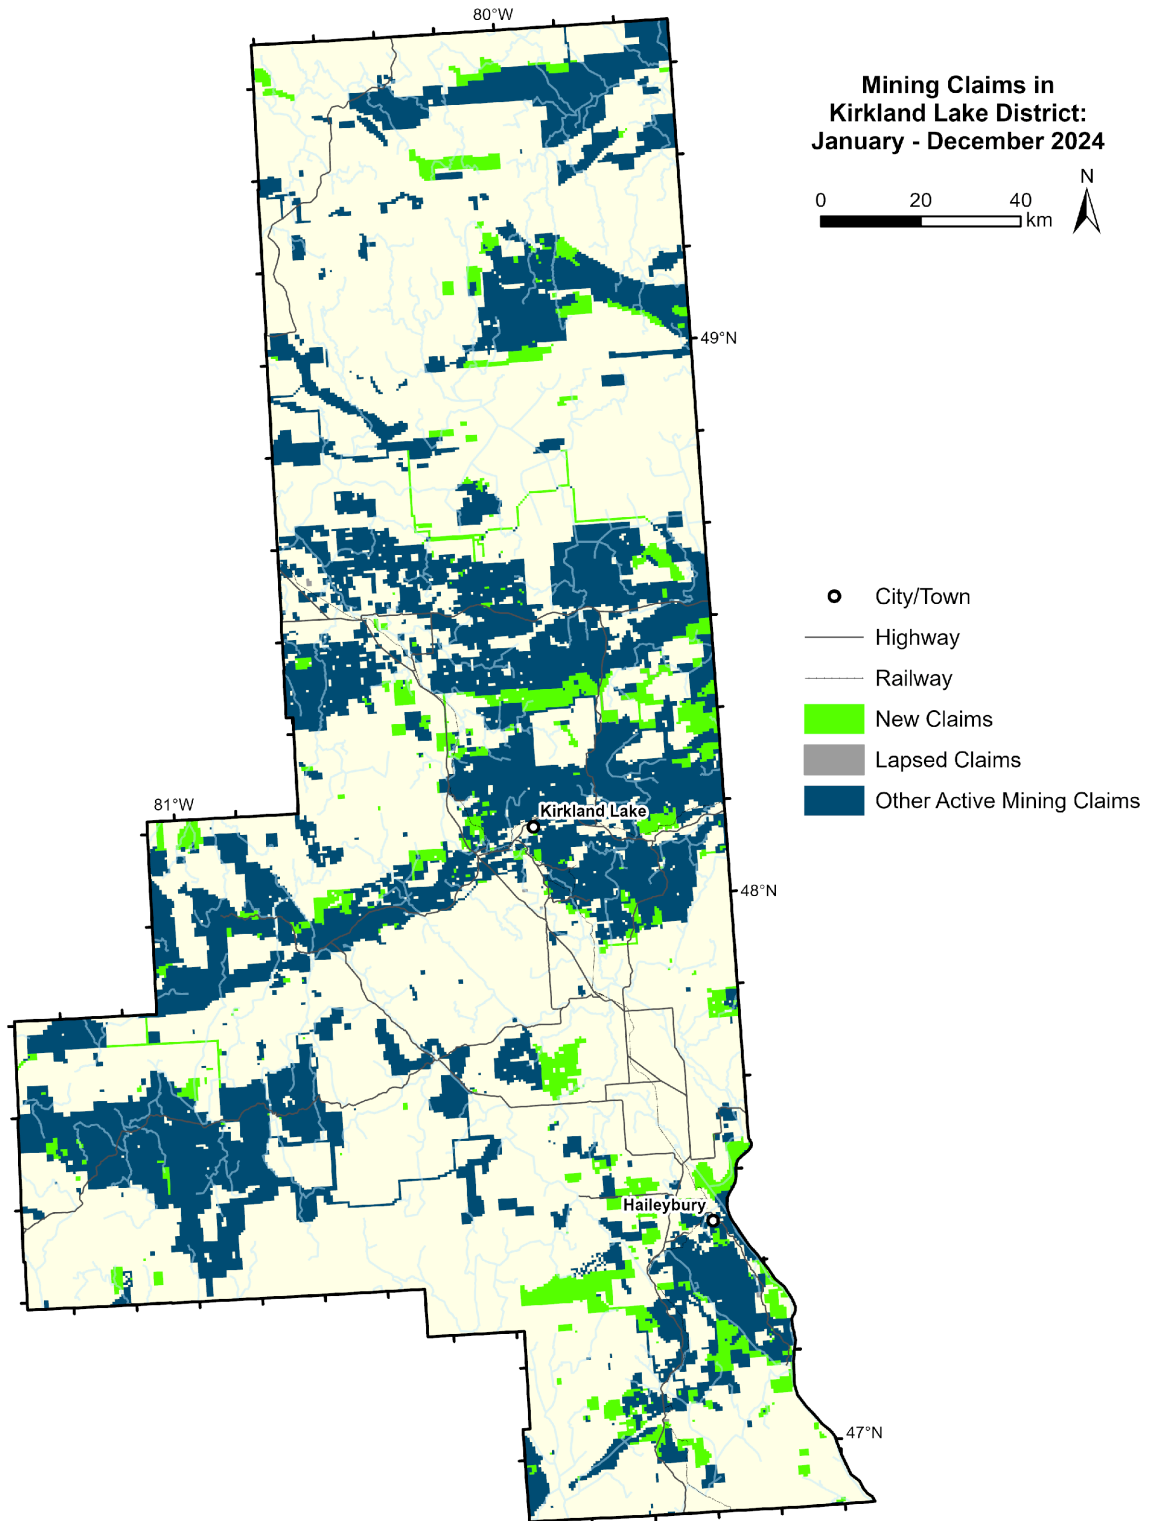 80°W
Mining Claims in
Kirkland Lake District:
January - December 2024
N
0 20 40
km
49°N
City/Town
Highway
Railway
New Claims
Lapsed Claims
Other Active Mining Claims
81°W
Kirkland Lake
48°N
Haileybury
47°N